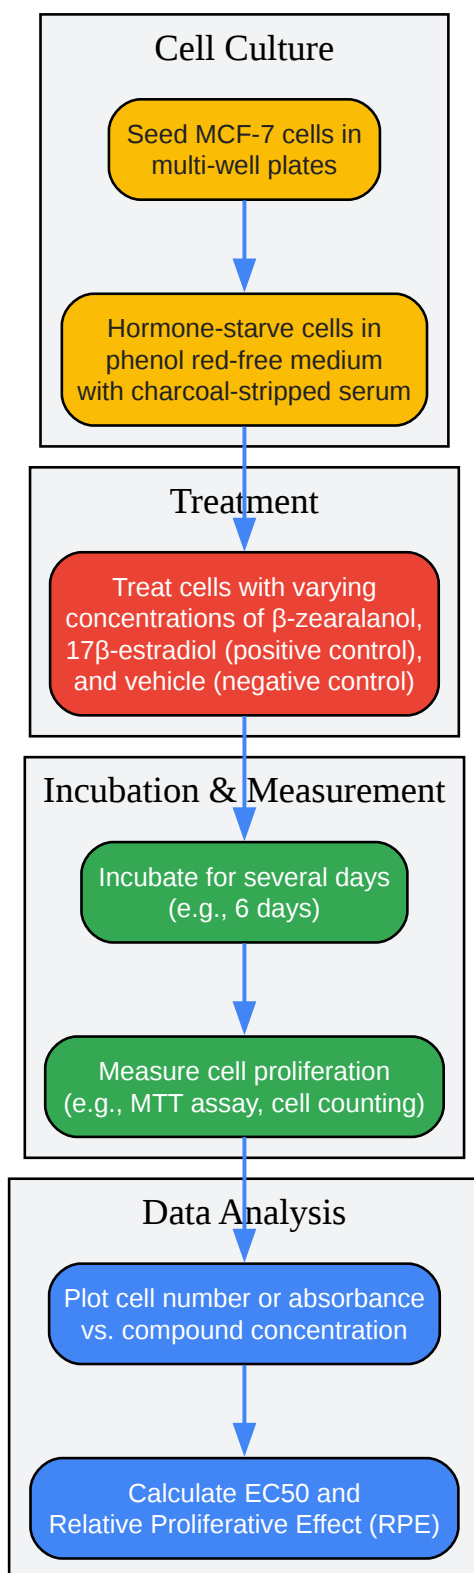 Cell Culture
Seed MCF-7 cells in
multi-well plates
Hormone-starve cells in
phenol red-free medium
with charcoal-stripped serum
Treatment
Treat cells with varying
concentrations of β-zearalanol,
17β-estradiol (positive control),
and vehicle (negative control)
Incubation & Measurement
Incubate for several days
(e.g., 6 days)
Measure cell proliferation
(e.g., MTT assay, cell counting)
Data Analysis
Plot cell number or absorbance
vs. compound concentration
Calculate EC50 and
Relative Proliferative Effect (RPE)